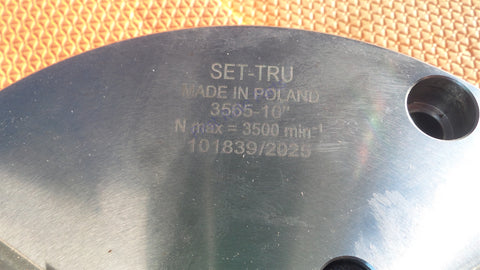 SET-TRU
MADE IN POLAND
3565-10"
N max = 3500 min⁻¹
101839/2025